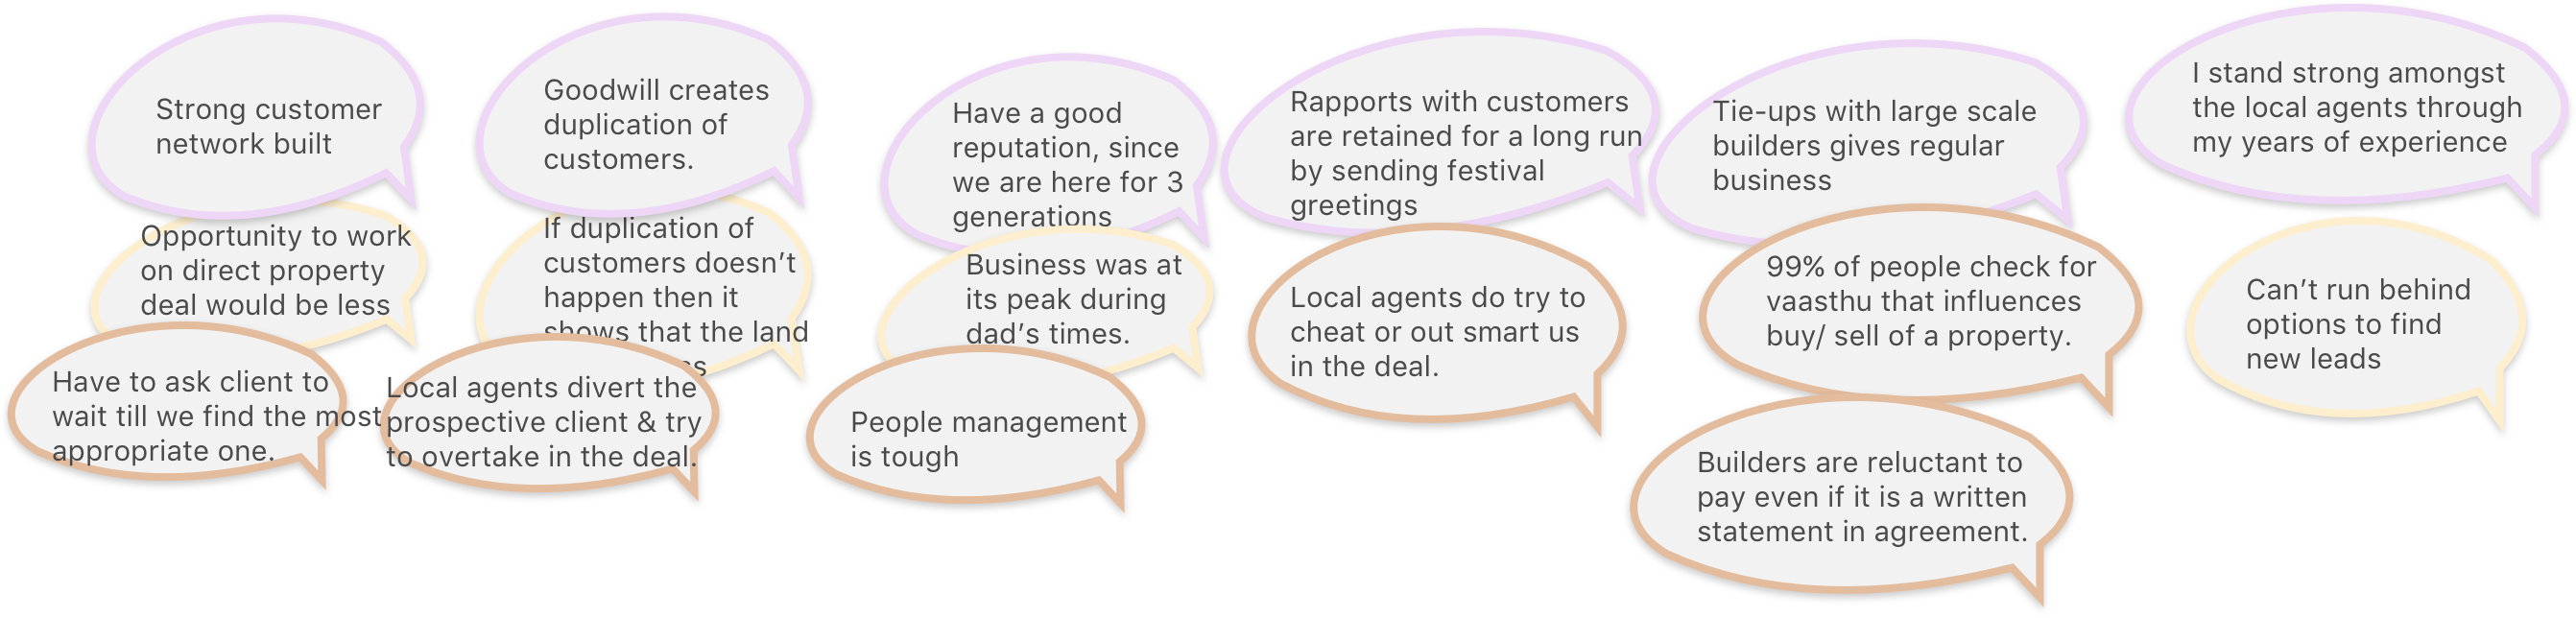 Strong customer
network built
Goodwill creates
duplication of
customers.
Have a good
reputation, since
we are here for 3
generations
Rapports with customers
are retained for a long run
by sending festival
greetings
Tie-ups with large scale
builders gives regular
business
I stand strong amongst
the local agents through
my years of experience
Opportunity to work
on direct property
deal would be less
If duplication of
customers doesn’t
happen then it
shows that the land
Business was at
its peak during
dad’s times.
Local agents do try to
cheat or out smart us
in the deal.
99% of people check for
vaasthu that influences
buy/ sell of a property.
Can’t run behind
options to find
new leads
Have to ask client to
wait till we find the most
appropriate one.
Local agents divert the
prospective client & try
to overtake in the deal.
People management
is tough
Builders are reluctant to
pay even if it is a written
statement in agreement.